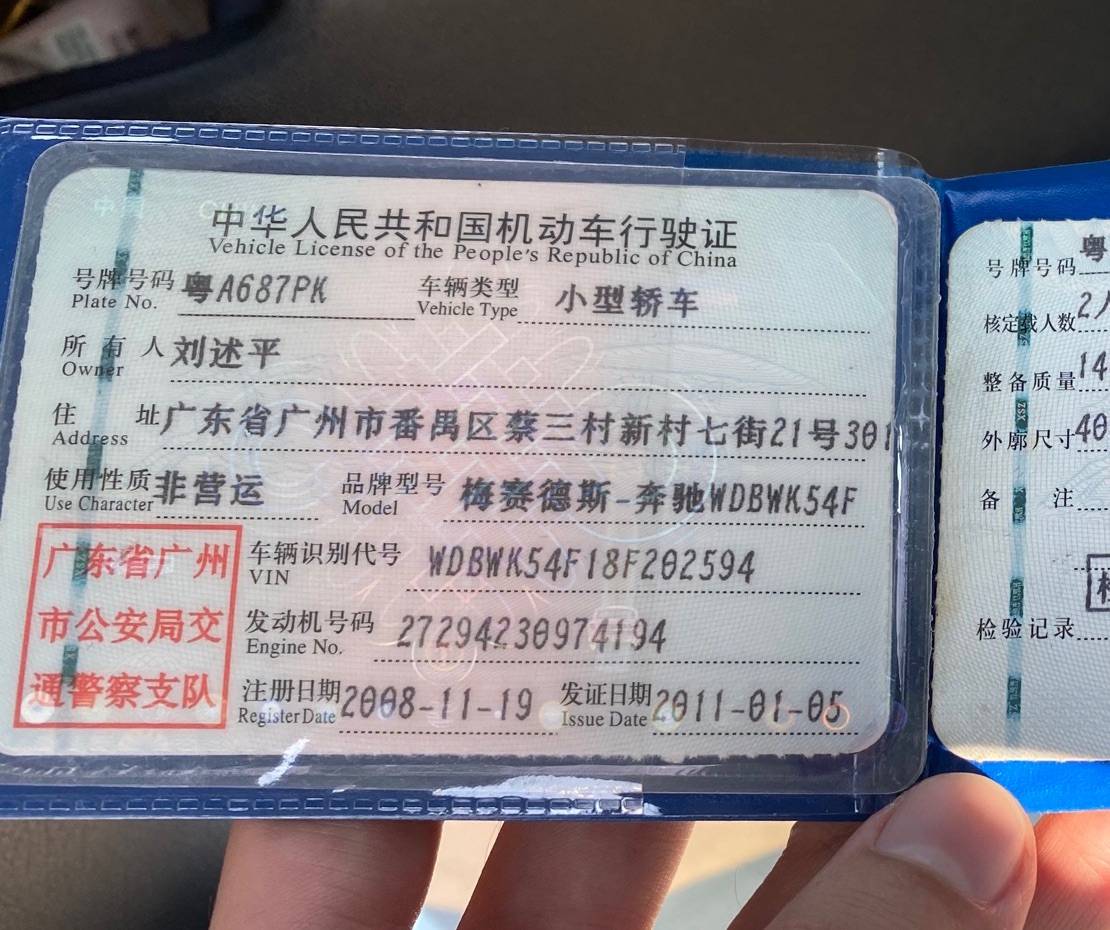 中华人民共和国机动车行驶证
Vehicle License of the People's Republic of China
号牌号码 粤A687PK 车辆类型 小型轿车
Plate No. Vehicle Type
所有人 刘述平
Owner
住址 广东省广州市番禺区蔡三村新村七街21号301
Address
使用性质 非营运 品牌型号 梅赛德斯-奔驰WDBWK54F
Use Character Model
广东省广州
市公安局交
通警察支队
车辆识别代号 WDBWK54F18F202594
VIN
发动机号码 27294230974194
Engine No.
注册日期 2008-11-19 发证日期 2011-01-05
Register Date Issue Date
号牌号码 粤
核定载人数 2人
整备质量 14
外廓尺寸 40
备注
检验记录